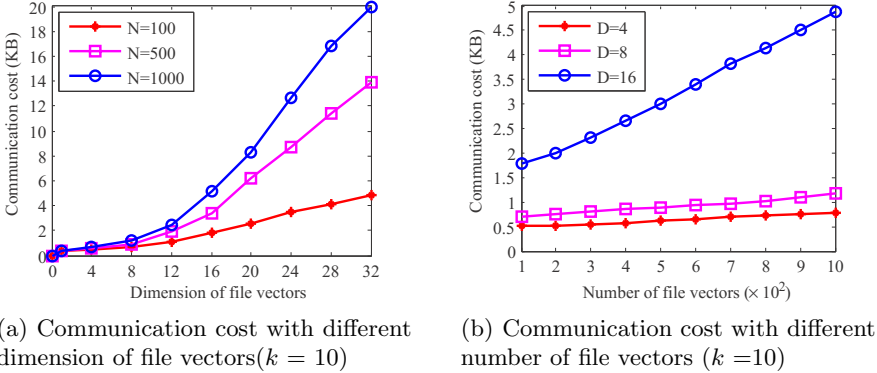 20
18
16
14
12
10
8
6
4
2
0
Communication cost (KB)
N=100
N=500
N=1000
0 4 8 12 16 20 24 28 32
Dimension of file vectors
5
4.5
4
3.5
3
2.5
2
1.5
1
0.5
0
Communication cost (KB)
D=4
D=8
D=16
1 2 3 4 5 6 7 8 9 10
Number of file vectors (×10²)
(a) Communication cost with different
dimension of file vectors(k = 10)
(b) Communication cost with different
number of file vectors (k =10)